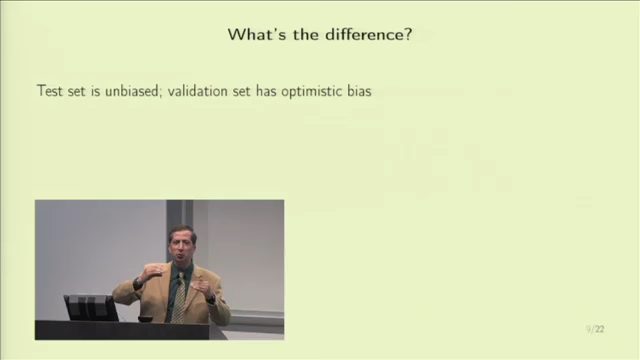 What's the difference?
Test set is unbiased; validation set has optimistic bias
9/22